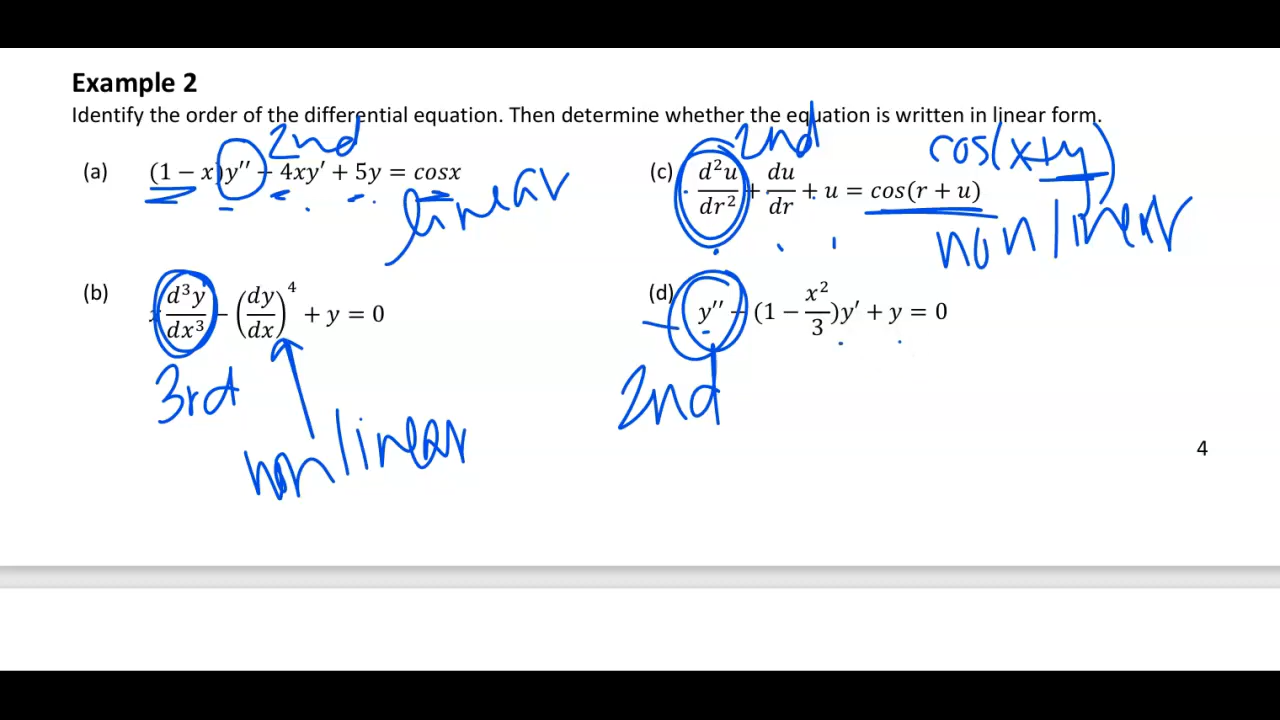 Example 2
Identify the order of the differential equation. Then determine whether the equation is written in linear form.
2nd
(a) (1 − x)y′′ − 4xy′ + 5y = cosx
linear
2nd
cos(x+y)
(c) d²u/dr² + du/dr + u = cos(r + u)
nonlinear
(b) x d³y/dx³ − (dy/dx)⁴ + y = 0
3rd
nonlinear
(d) y′′ − (1 − x²/3)y′ + y = 0
2nd
4